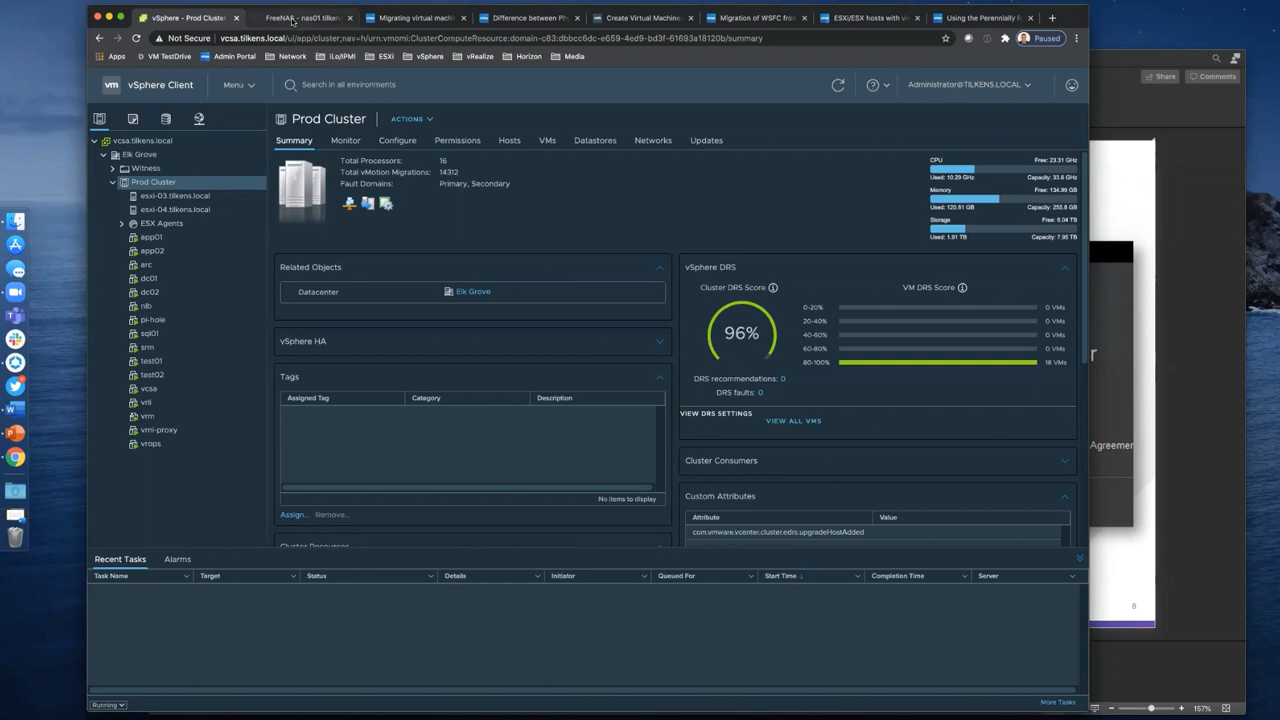 vSphere - Prod Cluster
FreeNAS - nas01.tilkens
Migrating virtual machi
Difference between Ph
Create Virtual Machine
Migration of WSFC fro
ESXi/ESX hosts with vi
Using the Perennially R
Not Secure
vcsa.tilkens.local/ui/app/cluster;nav=h/urn:vmomi:ClusterComputeResource:domain-c83:dbbcc6dc-e659-4ed9-bd3f-61693a18120b/summary
Paused
Apps
VM TestDrive
Admin Portal
Network
iLo/IPMI
ESXi
vSphere
vRealize
Horizon
Media
vm
vSphere Client
Menu
Search in all environments
Administrator@TILKENS.LOCAL
Share
Comments
vcsa.tilkens.local
Elk Grove
Witness
Prod Cluster
esxi-03.tilkens.local
esxi-04.tilkens.local
ESX Agents
app01
app02
arc
dc01
dc02
nlb
pi-hole
sql01
srm
test01
test02
vcsa
vrli
vrm
vrni-proxy
vrops
Prod Cluster
ACTIONS
Summary
Monitor
Configure
Permissions
Hosts
VMs
Datastores
Networks
Updates
Total Processors: 16
Total vMotion Migrations: 14312
Fault Domains: Primary, Secondary
CPU Free: 23.31 GHz
Used: 10.29 GHz Capacity: 33.6 GHz
Memory Free: 134.99 GB
Used: 120.81 GB Capacity: 255.8 GB
Storage Free: 6.04 TB
Used: 1.91 TB Capacity: 7.95 TB
Related Objects
Datacenter Elk Grove
vSphere HA
Tags
Assigned Tag
Category
Description
No items to display
Assign...
Remove...
Cluster Resources
vSphere DRS
Cluster DRS Score
VM DRS Score
96%
0-20% 0 VMs
20-40% 0 VMs
40-60% 0 VMs
60-80% 0 VMs
80-100% 18 VMs
DRS recommendations: 0
DRS faults: 0
VIEW DRS SETTINGS
VIEW ALL VMS
Cluster Consumers
Custom Attributes
Attribute
Value
com.vmware.vcenter.cluster.edrs.upgradeHostAdded
Recent Tasks
Alarms
Task Name
Target
Status
Details
Initiator
Queued For
Start Time
Completion Time
Server
Running
More Tasks
r
Agreemen
8
157%